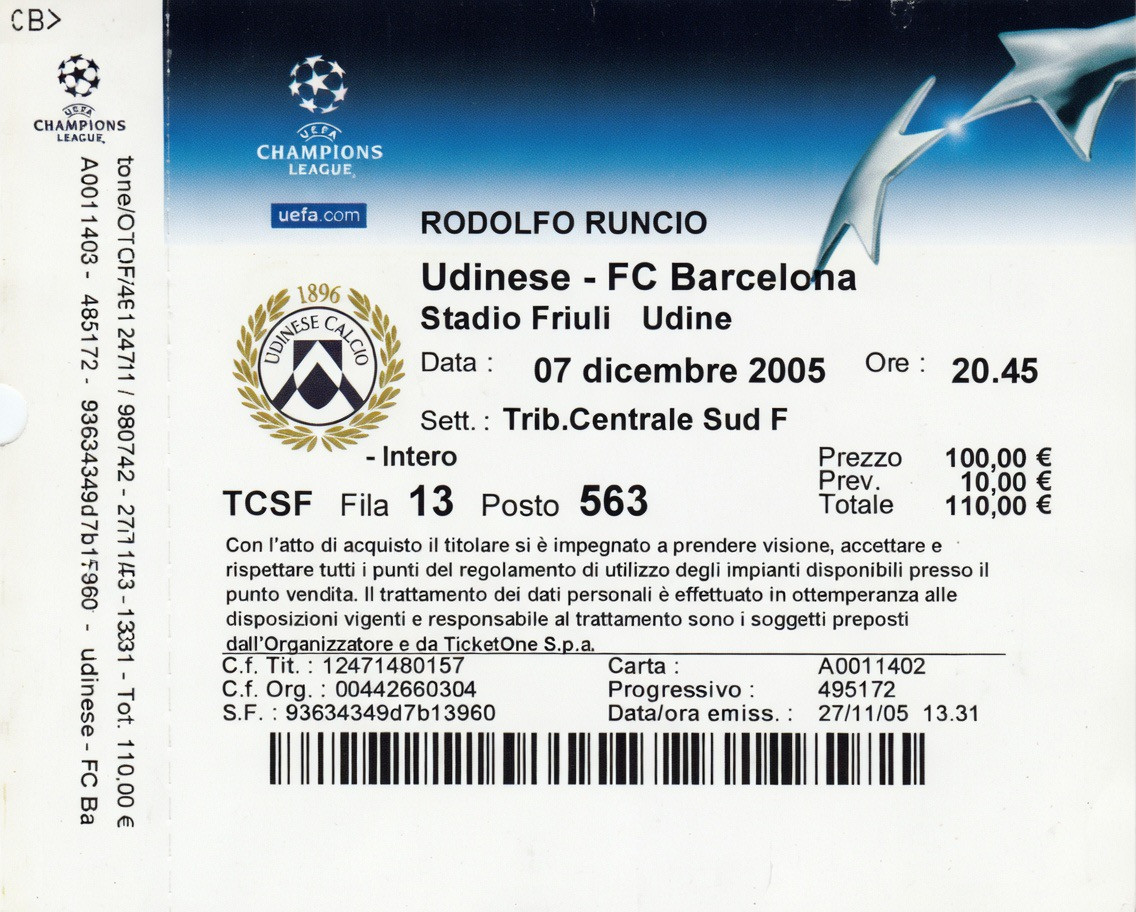 CB>
UEFA
CHAMPIONS
LEGUE
tone/OTOF/4E1 24711 / 980742 - 13331 - Tot. 110,00 €
A0011403 - 485172 - - udinese - FC Ba
UEFA
CHAMPIONS
LEAGUE
uefa.com
RODOLFO RUNCIO
Udinese - FC Barcelona
Stadio Friuli Udine
1896
UDINESE CALCIO
Data : 07 dicembre 2005 Ore : 20.45
Sett. : Trib.Centrale Sud F
- Intero
Prezzo 100,00 €
Prev. 10,00 €
Totale 110,00 €
TCSF Fila 13 Posto 563
Con l'atto di acquisto il titolare si è impegnato a prendere visione, accettare e
rispettare tutti i punti del regolamento di utilizzo degli impianti disponibili presso il
punto vendita. Il trattamento dei dati personali è effettuato in ottemperanza alle
disposizioni vigenti e responsabile al trattamento sono i soggetti preposti
dall'Organizzatore e da TicketOne S.p.a.
C.f. Tit. : 12471480157 Carta : A0011402
C.f. Org. : 00442660304 Progressivo : 495172
S.F. : 93634349d7b13960 Data/ora emiss. : 27/11/05 13.31